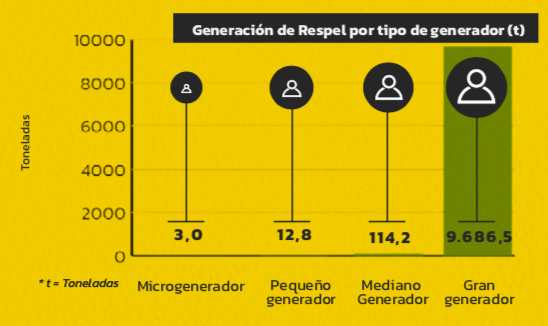 Generación de Respel por tipo de generador (t)
Toneladas
10000
8000
6000
4000
2000
0
3,0
12,8
114,2
9.686,5
* t = Toneladas
Microgenerador
Pequeño
generador
Mediano
Generador
Gran
generador